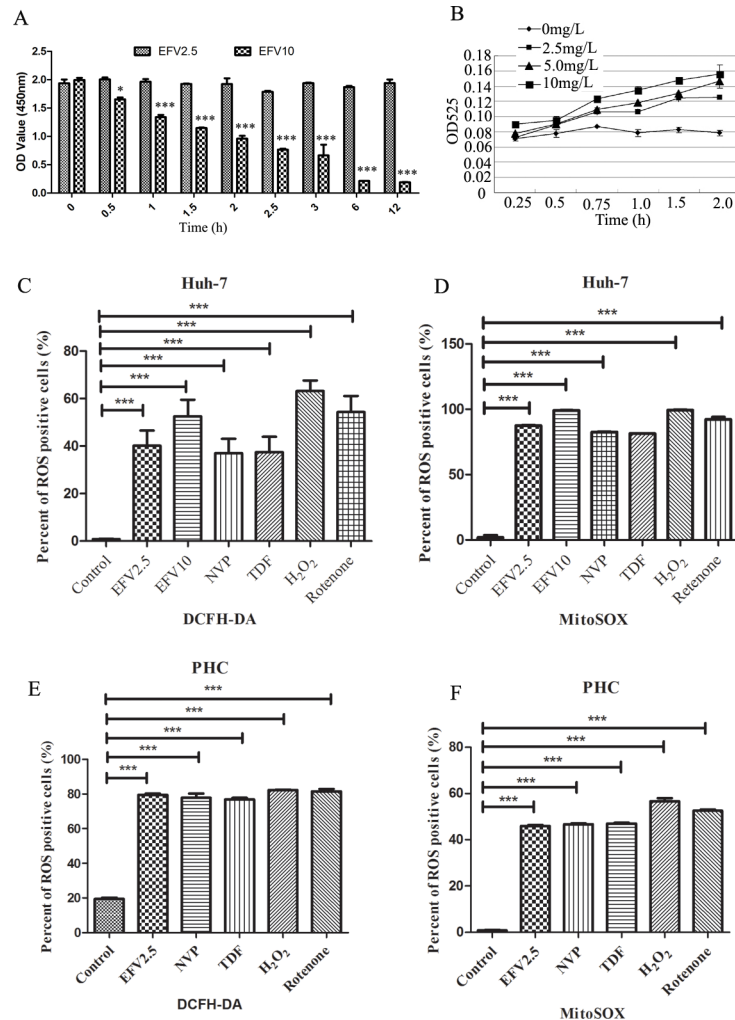 A
EFV2.5 EFV10
OD Value (450nm)
2.5
2.0
1.5
1.0
0.5
0.0
* *** *** *** *** *** *** ***
0 0.5 1 1.5 2 2.5 3 6 12
Time (h)
B
0mg/L
2.5mg/L
5.0mg/L
10mg/L
OD525
0.18
0.16
0.14
0.12
0.10
0.08
0.06
0.04
0.02
0
0.25 0.5 0.75 1.0 1.5 2.0
Time (h)
C
Huh-7
***
***
***
***
***
***
Percent of ROS positive cells (%)
80
60
40
20
0
Control EFV2.5 EFV10 NVP TDF H2O2 Rotenone
DCFH-DA
D
Huh-7
***
***
***
***
***
***
Percent of ROS positive cells (%)
150
100
50
0
Control EFV2.5 EFV10 NVP TDF H2O2 Retenone
MitoSOX
E
PHC
***
***
***
***
***
Percent of ROS positive cells (%)
100
80
60
40
20
0
Control EFV2.5 NVP TDF H2O2 Rotenone
DCFH-DA
F
PHC
***
***
***
***
***
Percent of ROS positive cells (%)
80
60
40
20
0
Control EFV2.5 NVP TDF H2O2 Rotenone
MitoSOX